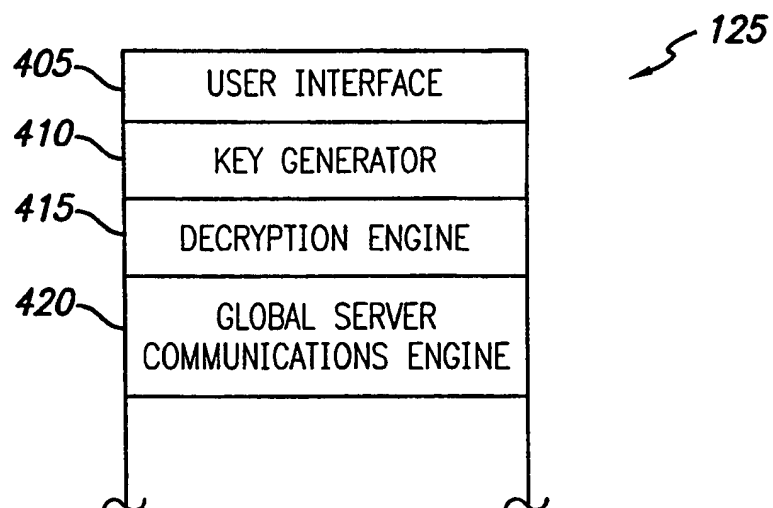 125
405
USER INTERFACE
410
KEY GENERATOR
415
DECRYPTION ENGINE
420
GLOBAL SERVER
COMMUNICATIONS ENGINE